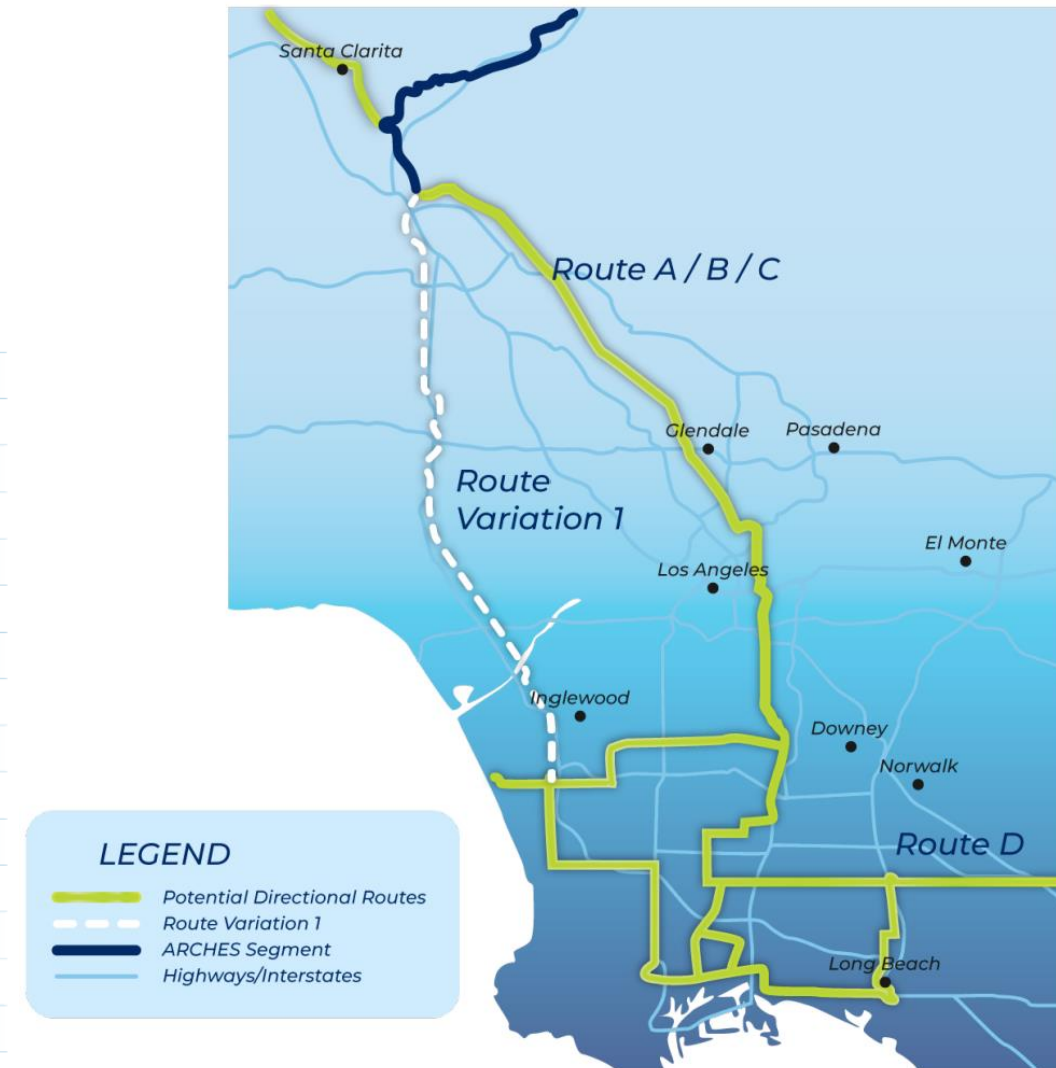 Santa Clarita
Route A / B / C
Glendale
Pasadena
Route
Variation 1
El Monte
Los Angeles
Inglewood
Downey
Norwalk
Route D
Long Beach
LEGEND
Potential Directional Routes
Route Variation 1
ARCHES Segment
Highways/Interstates